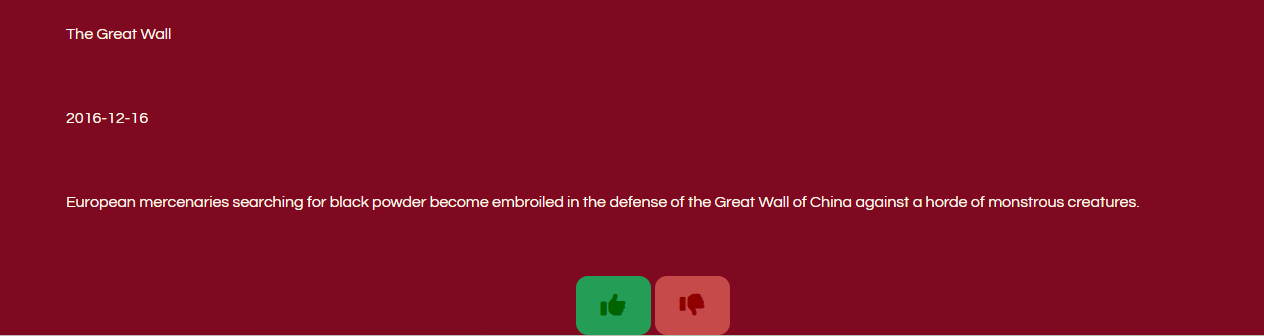 The Great Wall
2016-12-16
European mercenaries searching for black powder become embroiled in the defense of the Great Wall of China against a horde of monstrous creatures.